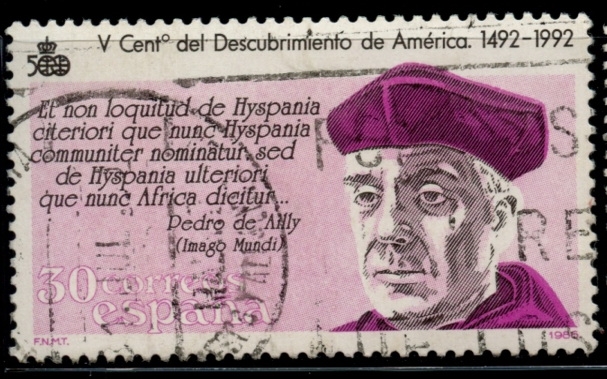 V Centº del Descubrimiento de América. 1492-1992
500
Et non loquitud de Hyspania
citeriori que nunc Hyspania
communiter nominatur sed
de Hyspania ulteriori
que nunc Africa dicitur...
Pedro de Ailly
(Imago Mundi)
30 correos
españa
F.N.M.T.
1986